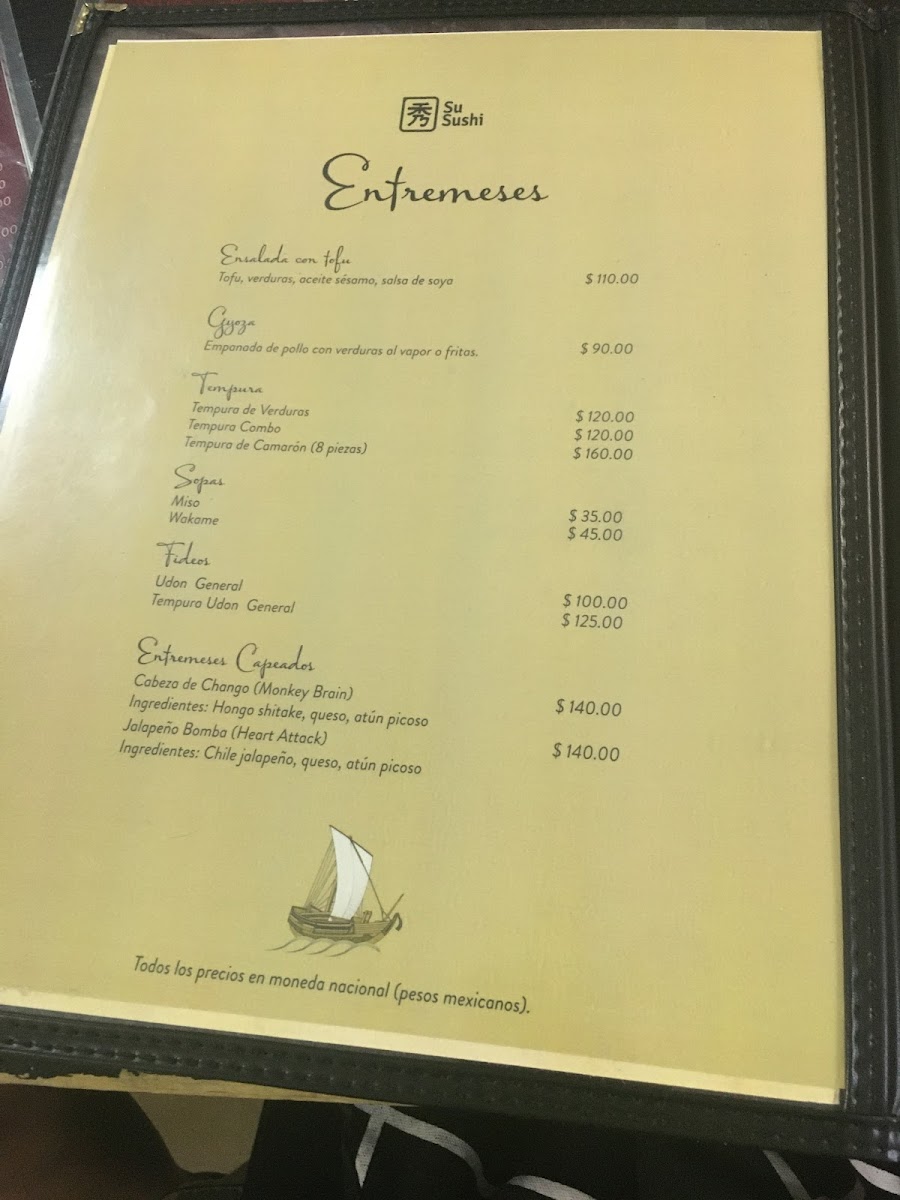 秀 Su
Sushi
Entremeses
Ensalada con tofu
Tofu, verduras, aceite sésamo, salsa de soya $110.00
Gyoza
Empanada de pollo con verduras al vapor o fritas. $90.00
Tempura
Tempura de Verduras $120.00
Tempura Combo $120.00
Tempura de Camarón (8 piezas) $160.00
Sopas
Miso $35.00
Wakame $45.00
Fideos
Udon General $100.00
Tempura Udon General $125.00
Entremeses Capeados
Cabeza de Chango (Monkey Brain) $140.00
Ingredientes: Hongo shitake, queso, atún picoso
Jalapeño Bomba (Heart Attack) $140.00
Ingredientes: Chile jalapeño, queso, atún picoso
Todos los precios en moneda nacional (pesos mexicanos).